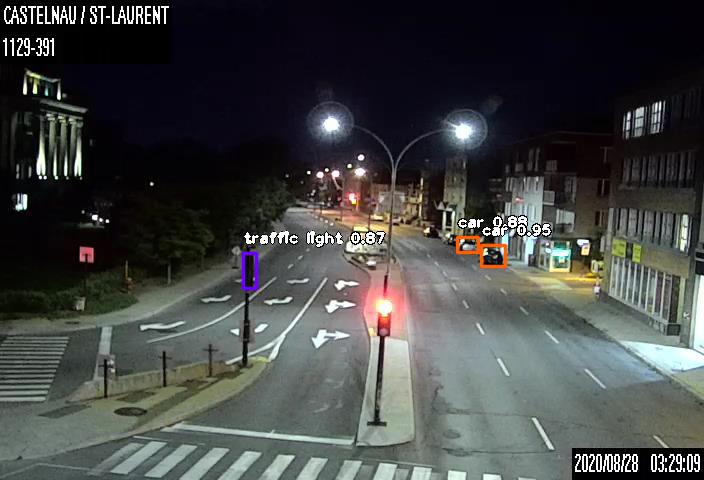 CASTELNAU / ST-LAURENT
1129-391
car 0.88
car 0.95
traffic light 0.87
2020/08/28 03:29:09